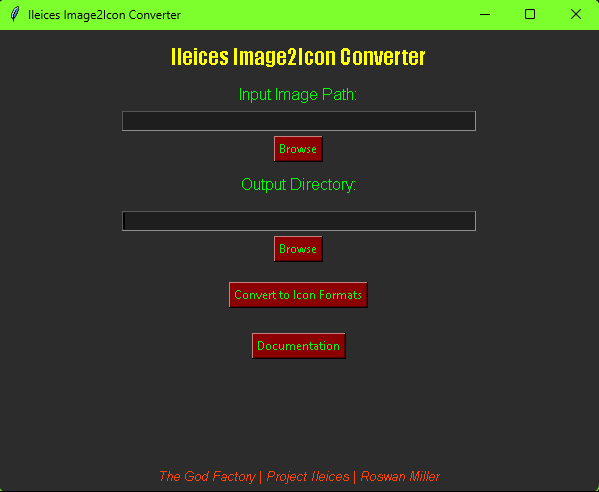 Ileices Image2Icon Converter
Ileices Image2Icon Converter
Input Image Path:
Browse
Output Directory:
Browse
Convert to Icon Formats
Documentation
The God Factory | Project Ileices | Roswan Miller